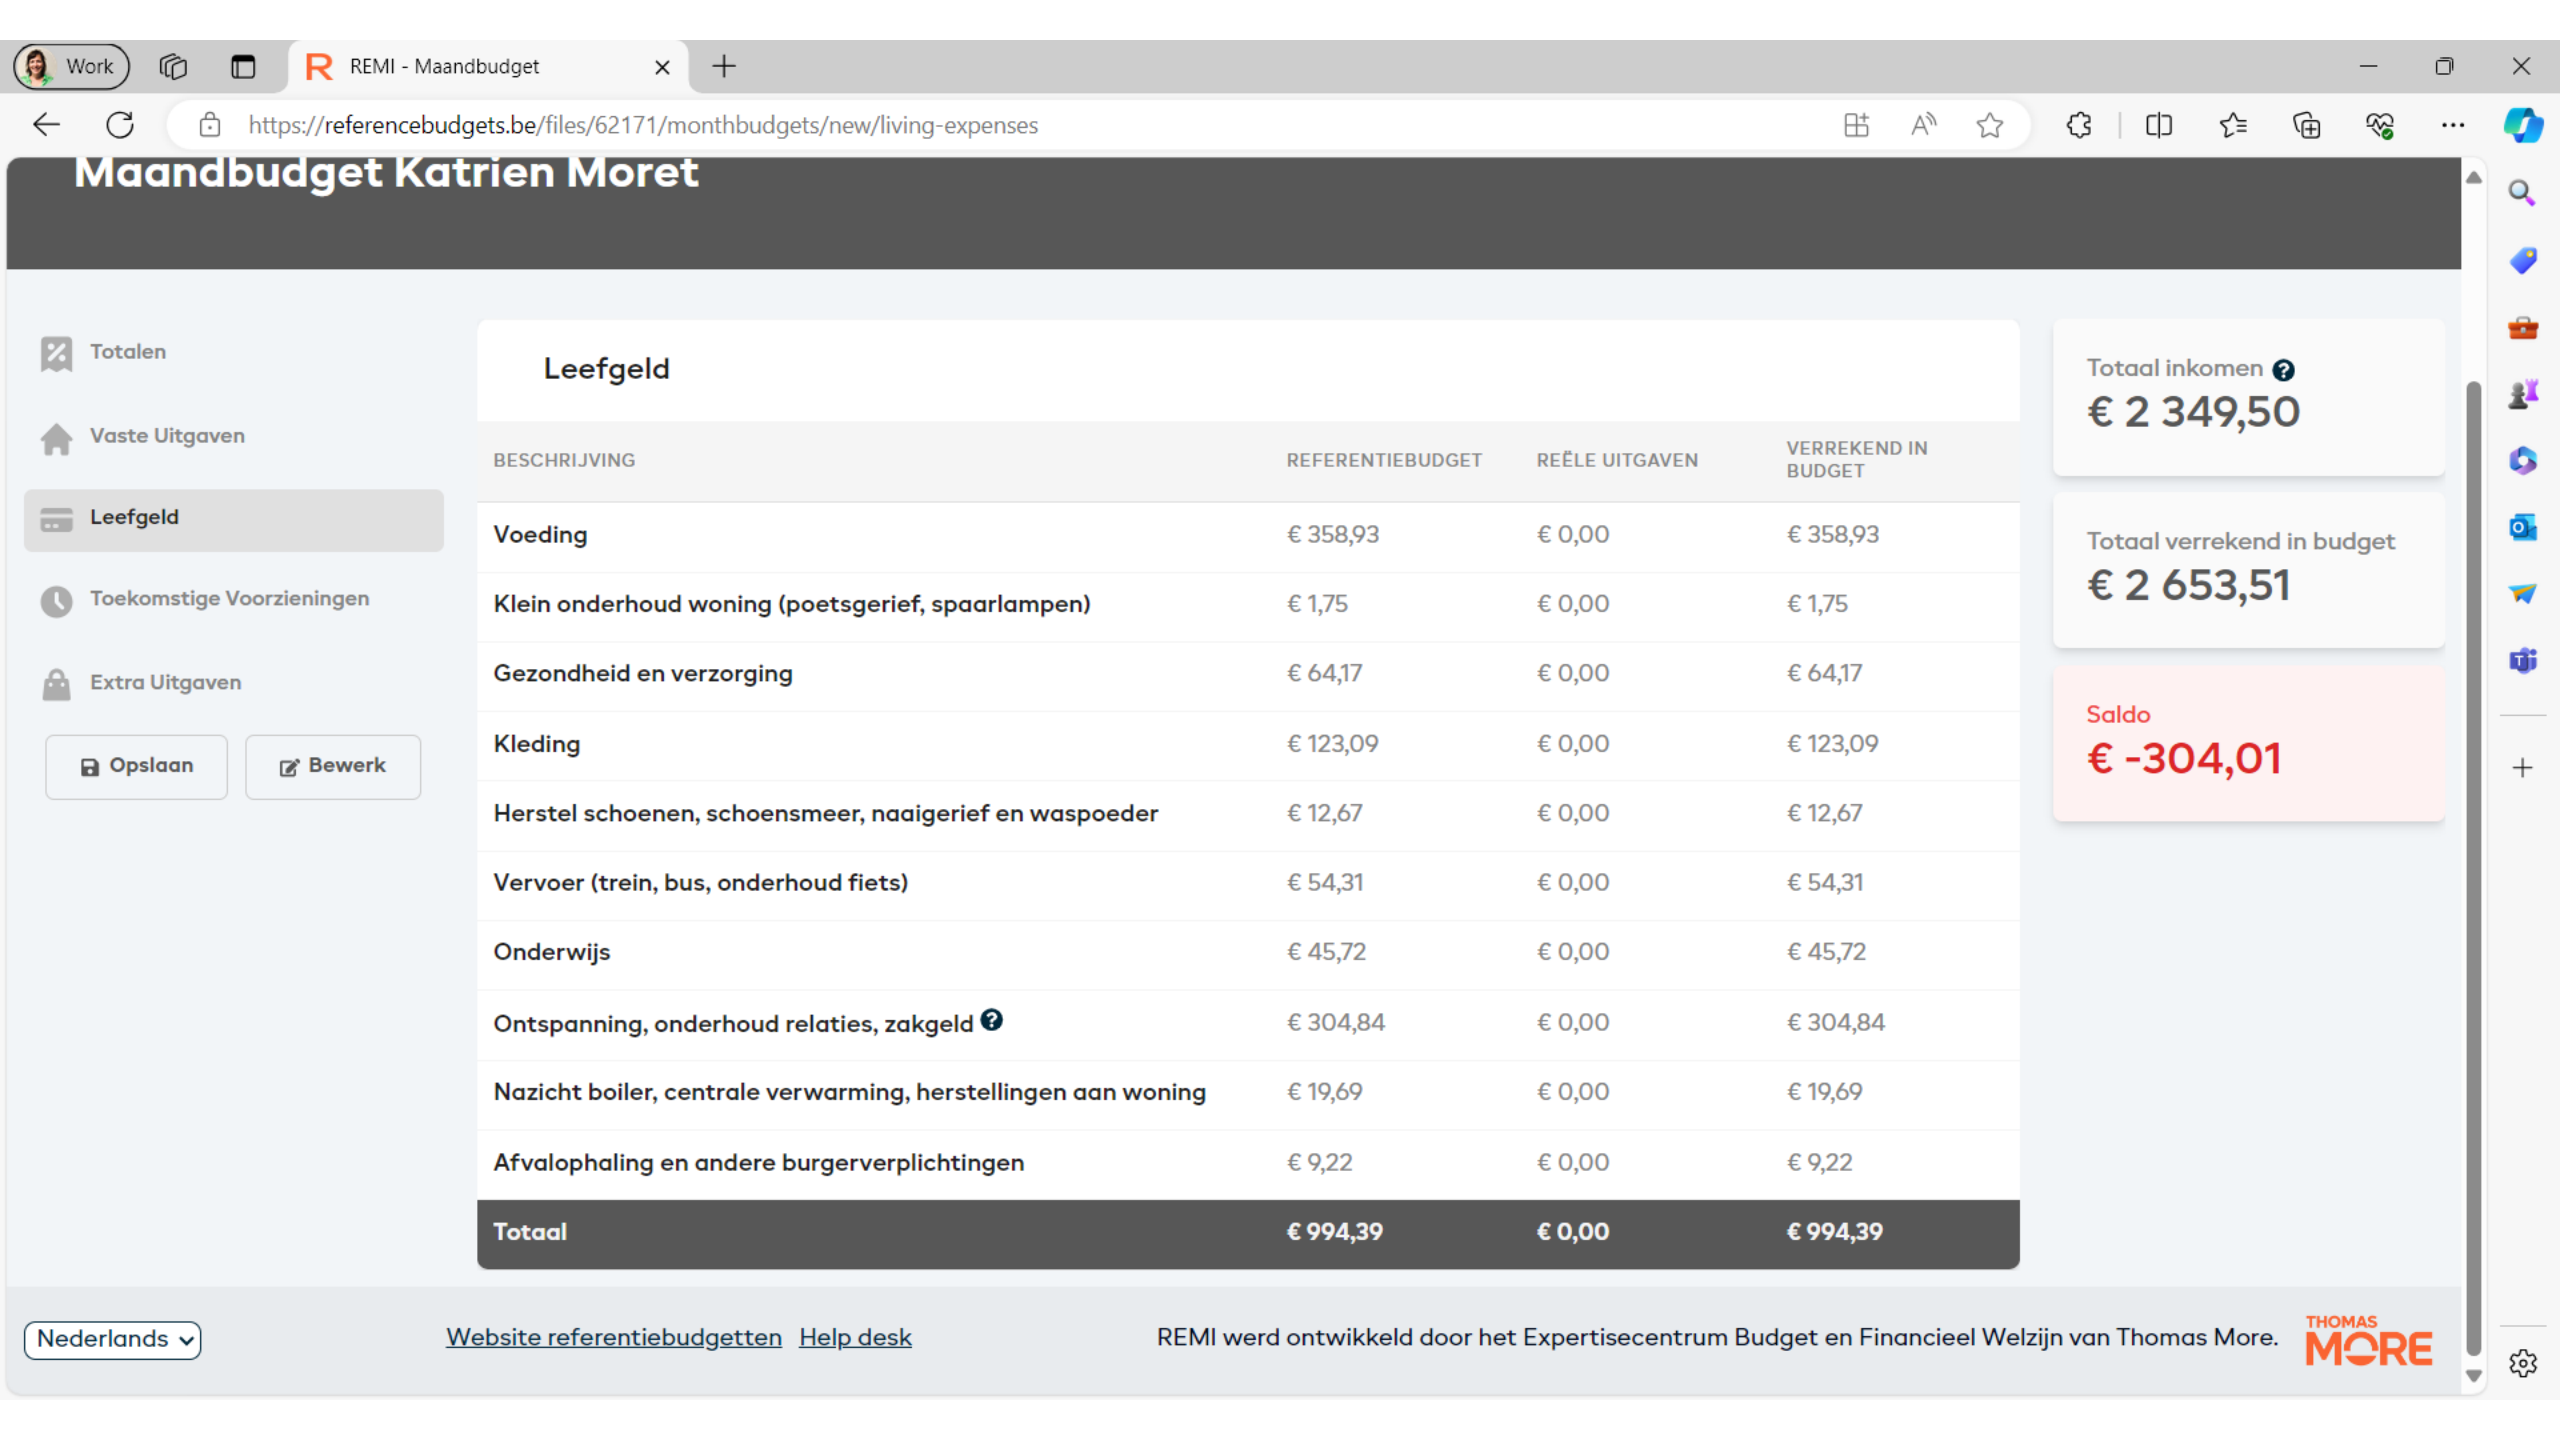 Work
REMI - Maandbudget
https://referencebudgets.be/files/62171/monthbudgets/new/living-expenses
Maandbudget Katrien Moret
Totalen
Vaste Uitgaven
Leefgeld
Toekomstige Voorzieningen
Extra Uitgaven
Opslaan
Bewerk
Leefgeld
BESCHRIJVING REFERENTIEBUDGET REËLE UITGAVEN VERREKEND IN BUDGET
Voeding € 358,93 € 0,00 € 358,93
Klein onderhoud woning (poetsgerief, spaarlampen) € 1,75 € 0,00 € 1,75
Gezondheid en verzorging € 64,17 € 0,00 € 64,17
Kleding € 123,09 € 0,00 € 123,09
Herstel schoenen, schoensmeer, naaigerief en waspoeder € 12,67 € 0,00 € 12,67
Vervoer (trein, bus, onderhoud fiets) € 54,31 € 0,00 € 54,31
Onderwijs € 45,72 € 0,00 € 45,72
Ontspanning, onderhoud relaties, zakgeld ? € 304,84 € 0,00 € 304,84
Nazicht boiler, centrale verwarming, herstellingen aan woning € 19,69 € 0,00 € 19,69
Afvalophaling en andere burgerverplichtingen € 9,22 € 0,00 € 9,22
Totaal € 994,39 € 0,00 € 994,39
Totaal inkomen ?
€ 2 349,50
Totaal verrekend in budget
€ 2 653,51
Saldo
€ -304,01
Nederlands
Website referentiebudgetten Help desk
REMI werd ontwikkeld door het Expertisecentrum Budget en Financieel Welzijn van Thomas More.
THOMAS
MORE